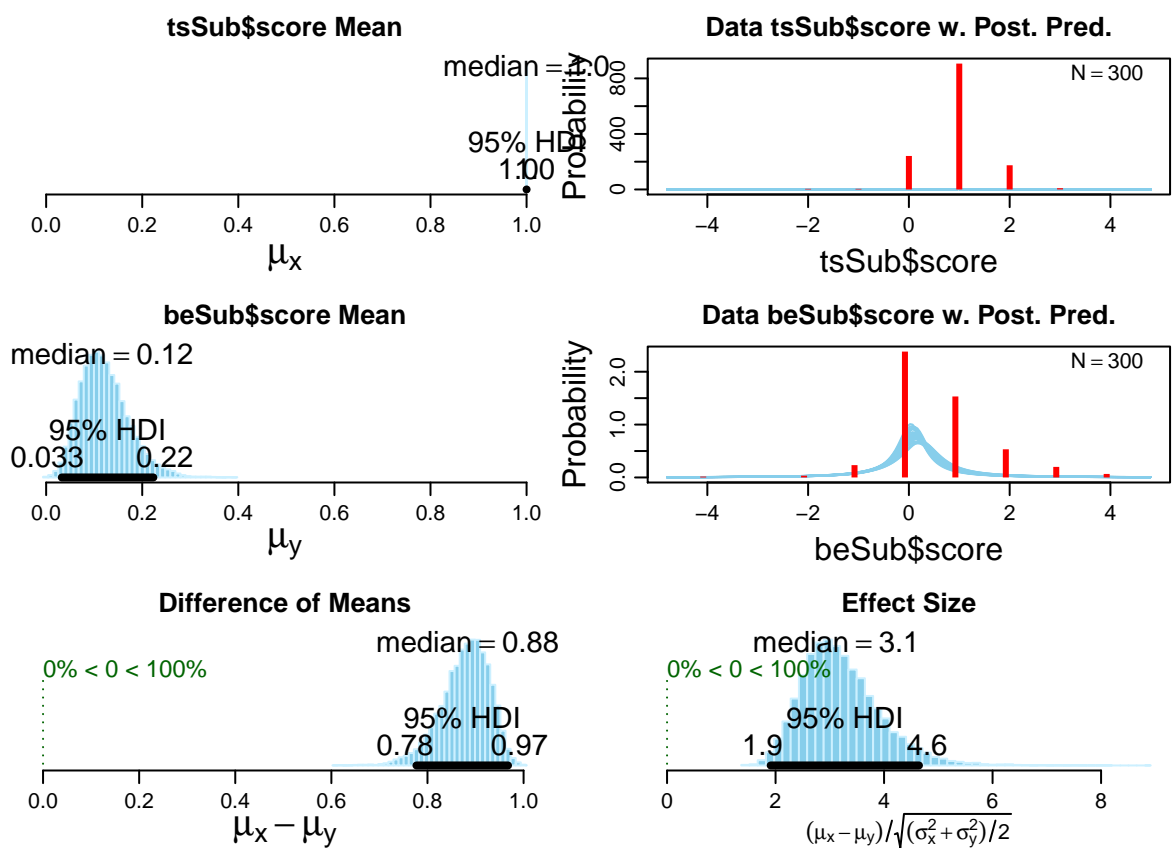 tsSub$score Mean
median = 1.0
95% HDI
1.00
0.0 0.2 0.4 0.6 0.8 1.0
μx
Data tsSub$score w. Post. Pred.
N = 300
Probability
0 400 800
−4 −2 0 2 4
tsSub$score
beSub$score Mean
median = 0.12
95% HDI
0.033 0.22
0.0 0.2 0.4 0.6 0.8 1.0
μy
Data beSub$score w. Post. Pred.
N = 300
Probability
0.0 1.0 2.0
−4 −2 0 2 4
beSub$score
Difference of Means
median = 0.88
0% < 0 < 100%
95% HDI
0.78 0.97
0.0 0.2 0.4 0.6 0.8 1.0
μx − μy
Effect Size
median = 3.1
0% < 0 < 100%
95% HDI
1.9 4.6
0 2 4 6 8
(μx − μy)/√(σx² + σy²)/2